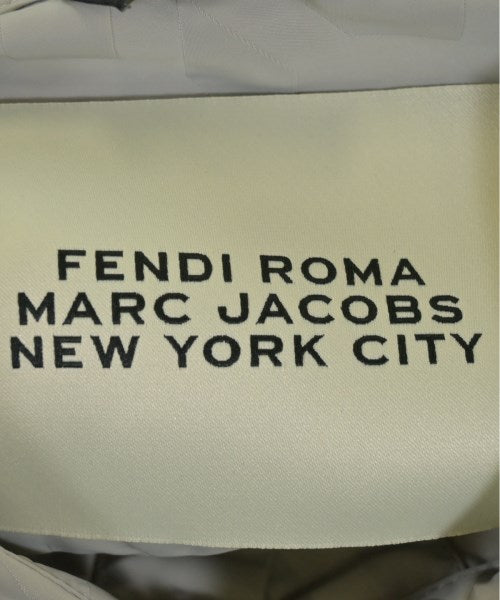 FENDI ROMA
MARC JACOBS
NEW YORK CITY